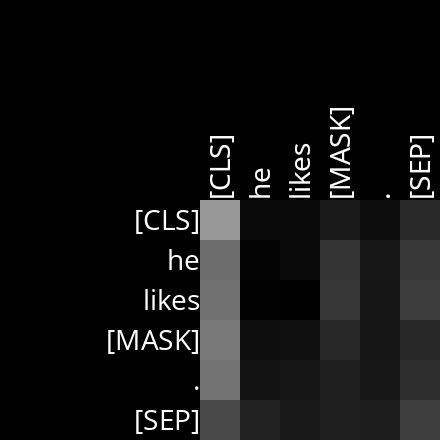 [CLS] he likes [MASK] . [SEP]
[CLS]
he
likes
[MASK]
.
[SEP]